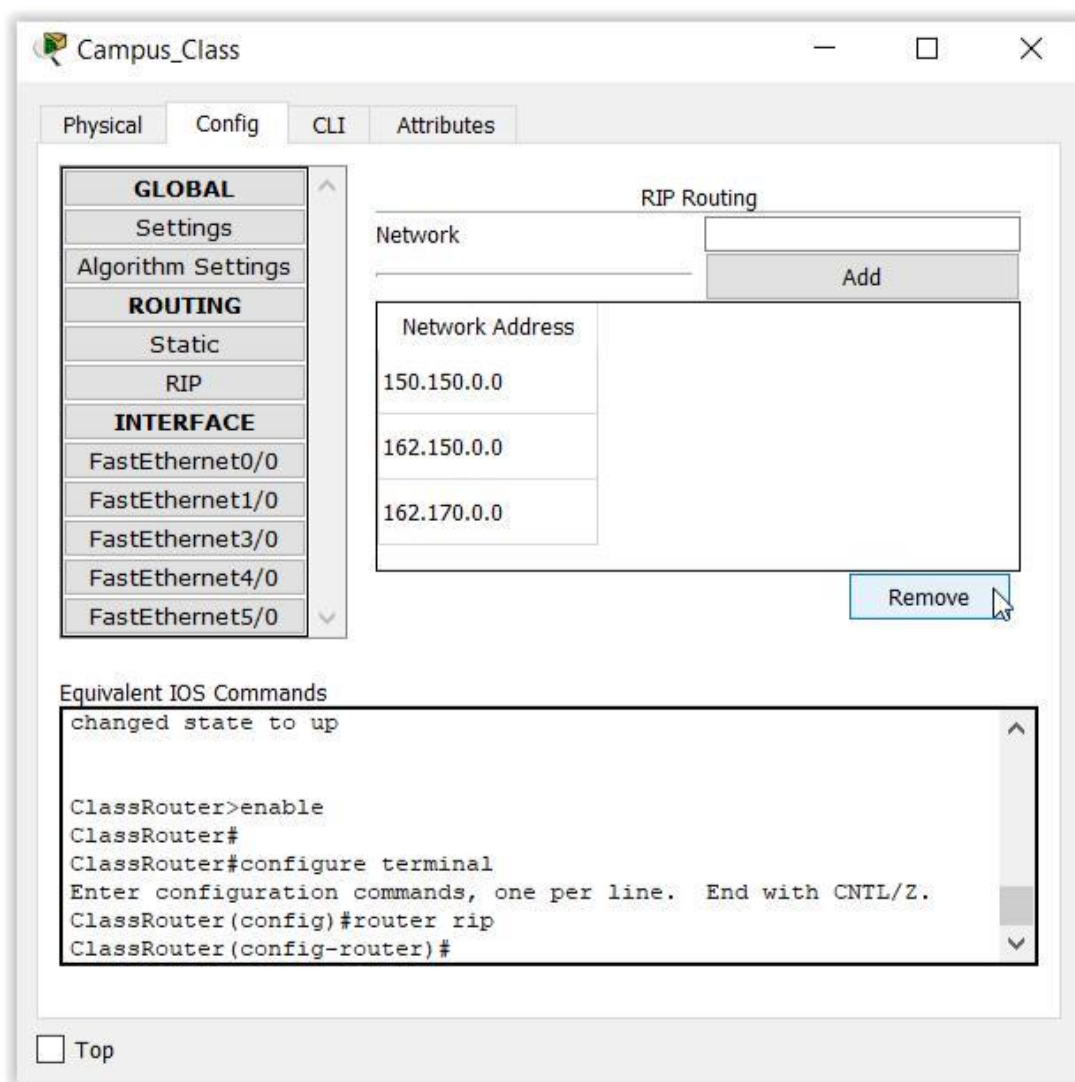 Campus_Class
Physical Config CLI Attributes
GLOBAL
Settings
Algorithm Settings
ROUTING
Static
RIP
INTERFACE
FastEthernet0/0
FastEthernet1/0
FastEthernet3/0
FastEthernet4/0
FastEthernet5/0
RIP Routing
Network
Add
Network Address
150.150.0.0
162.150.0.0
162.170.0.0
Remove
Equivalent IOS Commands
changed state to up
ClassRouter>enable
ClassRouter#
ClassRouter#configure terminal
Enter configuration commands, one per line. End with CNTL/Z.
ClassRouter(config)#router rip
ClassRouter(config-router)#
Top